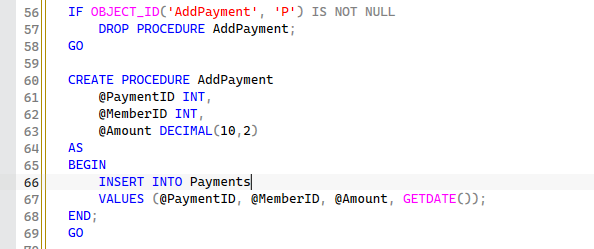 56 IF OBJECT_ID('AddPayment', 'P') IS NOT NULL
57 DROP PROCEDURE AddPayment;
58 GO
59
60 CREATE PROCEDURE AddPayment
61 @PaymentID INT,
62 @MemberID INT,
63 @Amount DECIMAL(10,2)
64 AS
65 BEGIN
66 INSERT INTO Payments
67 VALUES (@PaymentID, @MemberID, @Amount, GETDATE());
68 END;
69 GO